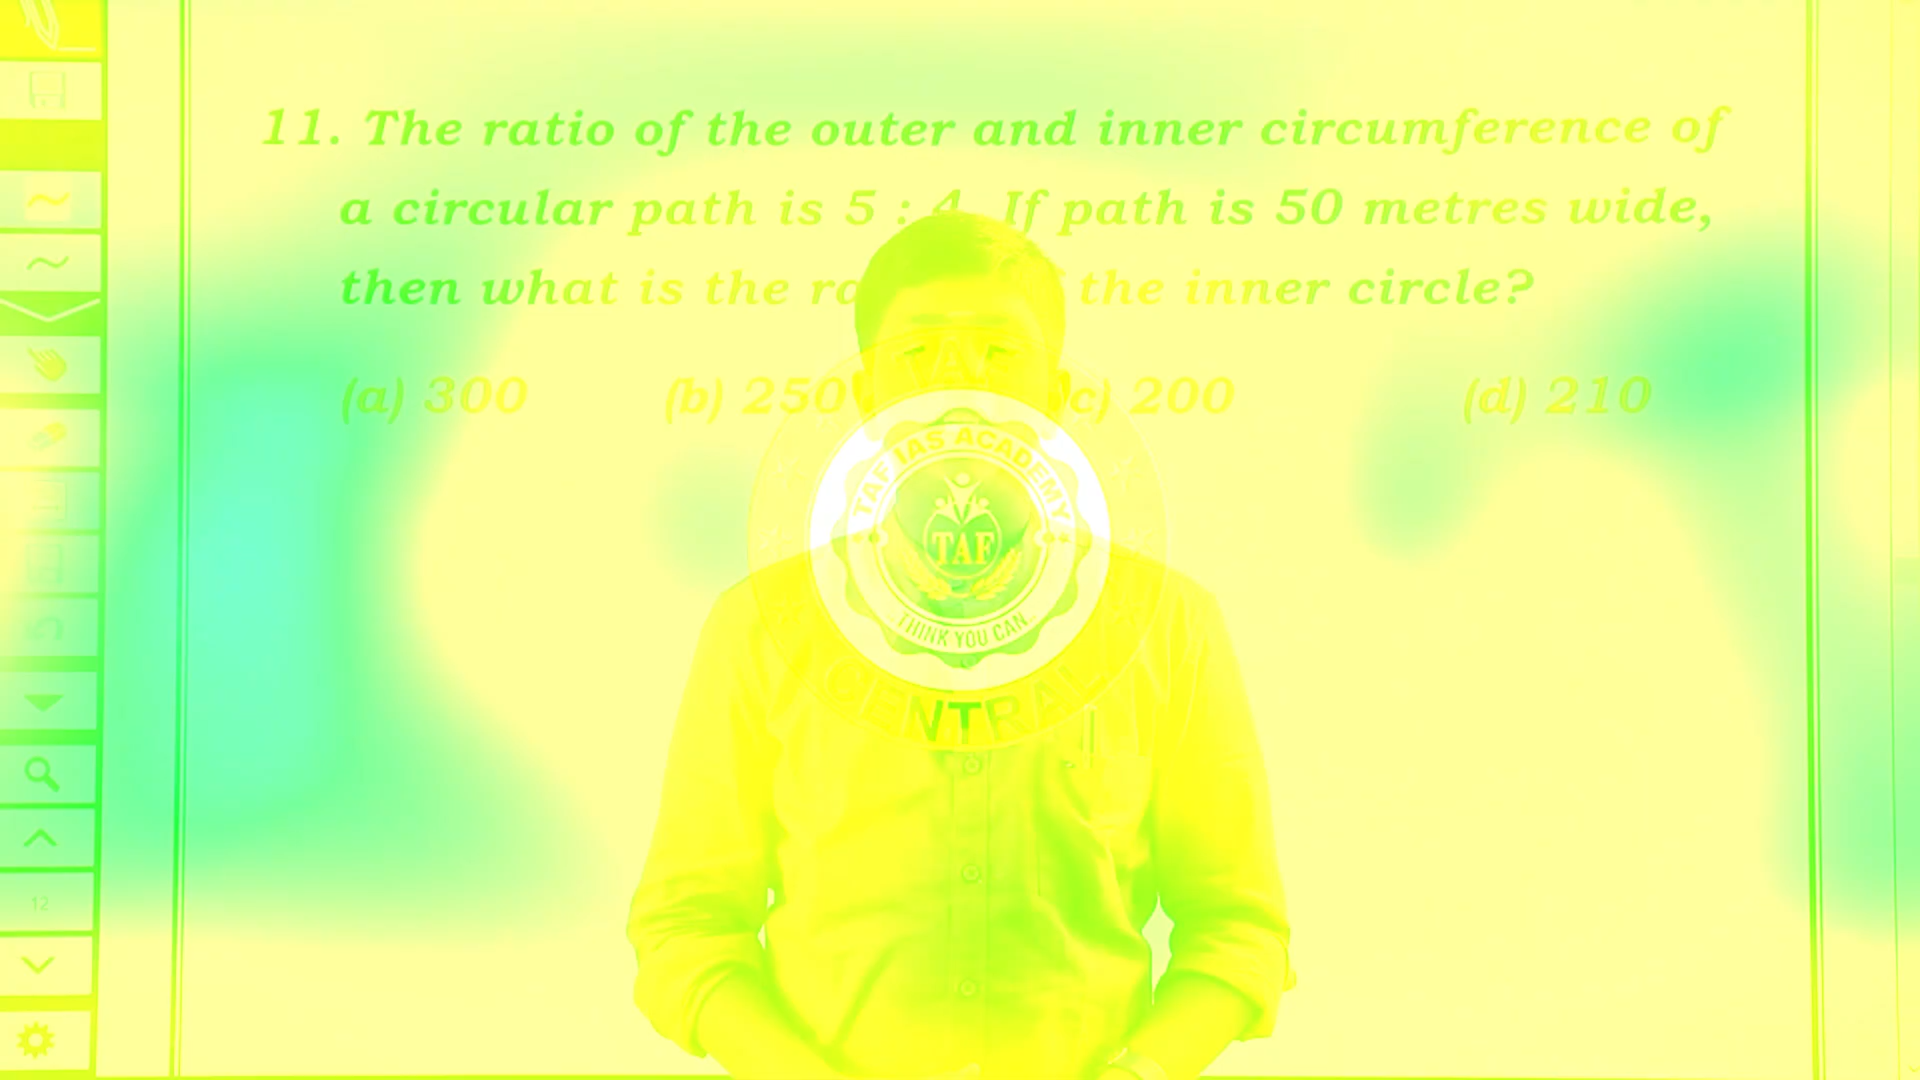 11. The ratio of the outer and inner circumference of
a circular path is 5 : 4. If path is 50 metres wide,
then what is the the inner circle?
(a) 300 (b) 250 c) 200 (d) 210
TAF IAS ACADEMY
TAF
THINK YOU CAN
CENTRAL
12